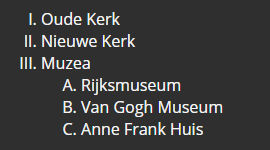 I. Oude Kerk
II. Nieuwe Kerk
III. Muzea
A. Rijksmuseum
B. Van Gogh Museum
C. Anne Frank Huis